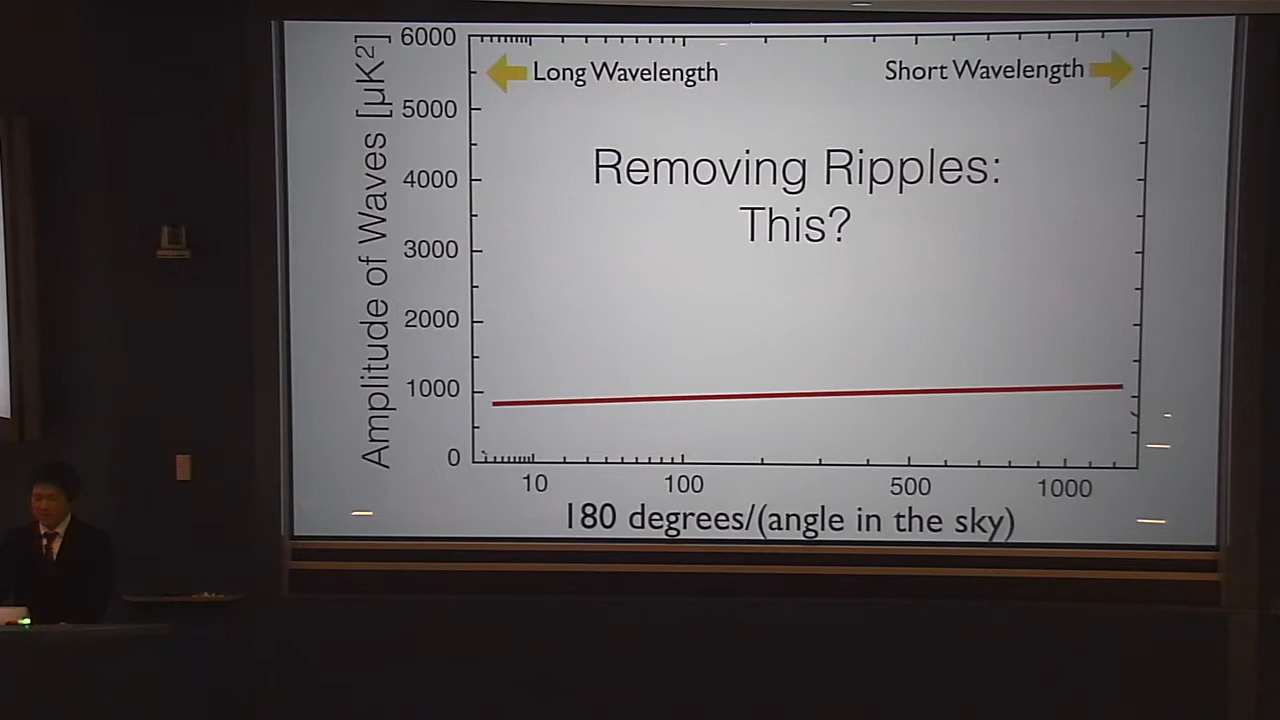 Amplitude of Waves [μK²]
6000
5000
4000
3000
2000
1000
0
Long Wavelength
Short Wavelength
Removing Ripples:
This?
10
100
500
1000
180 degrees/(angle in the sky)